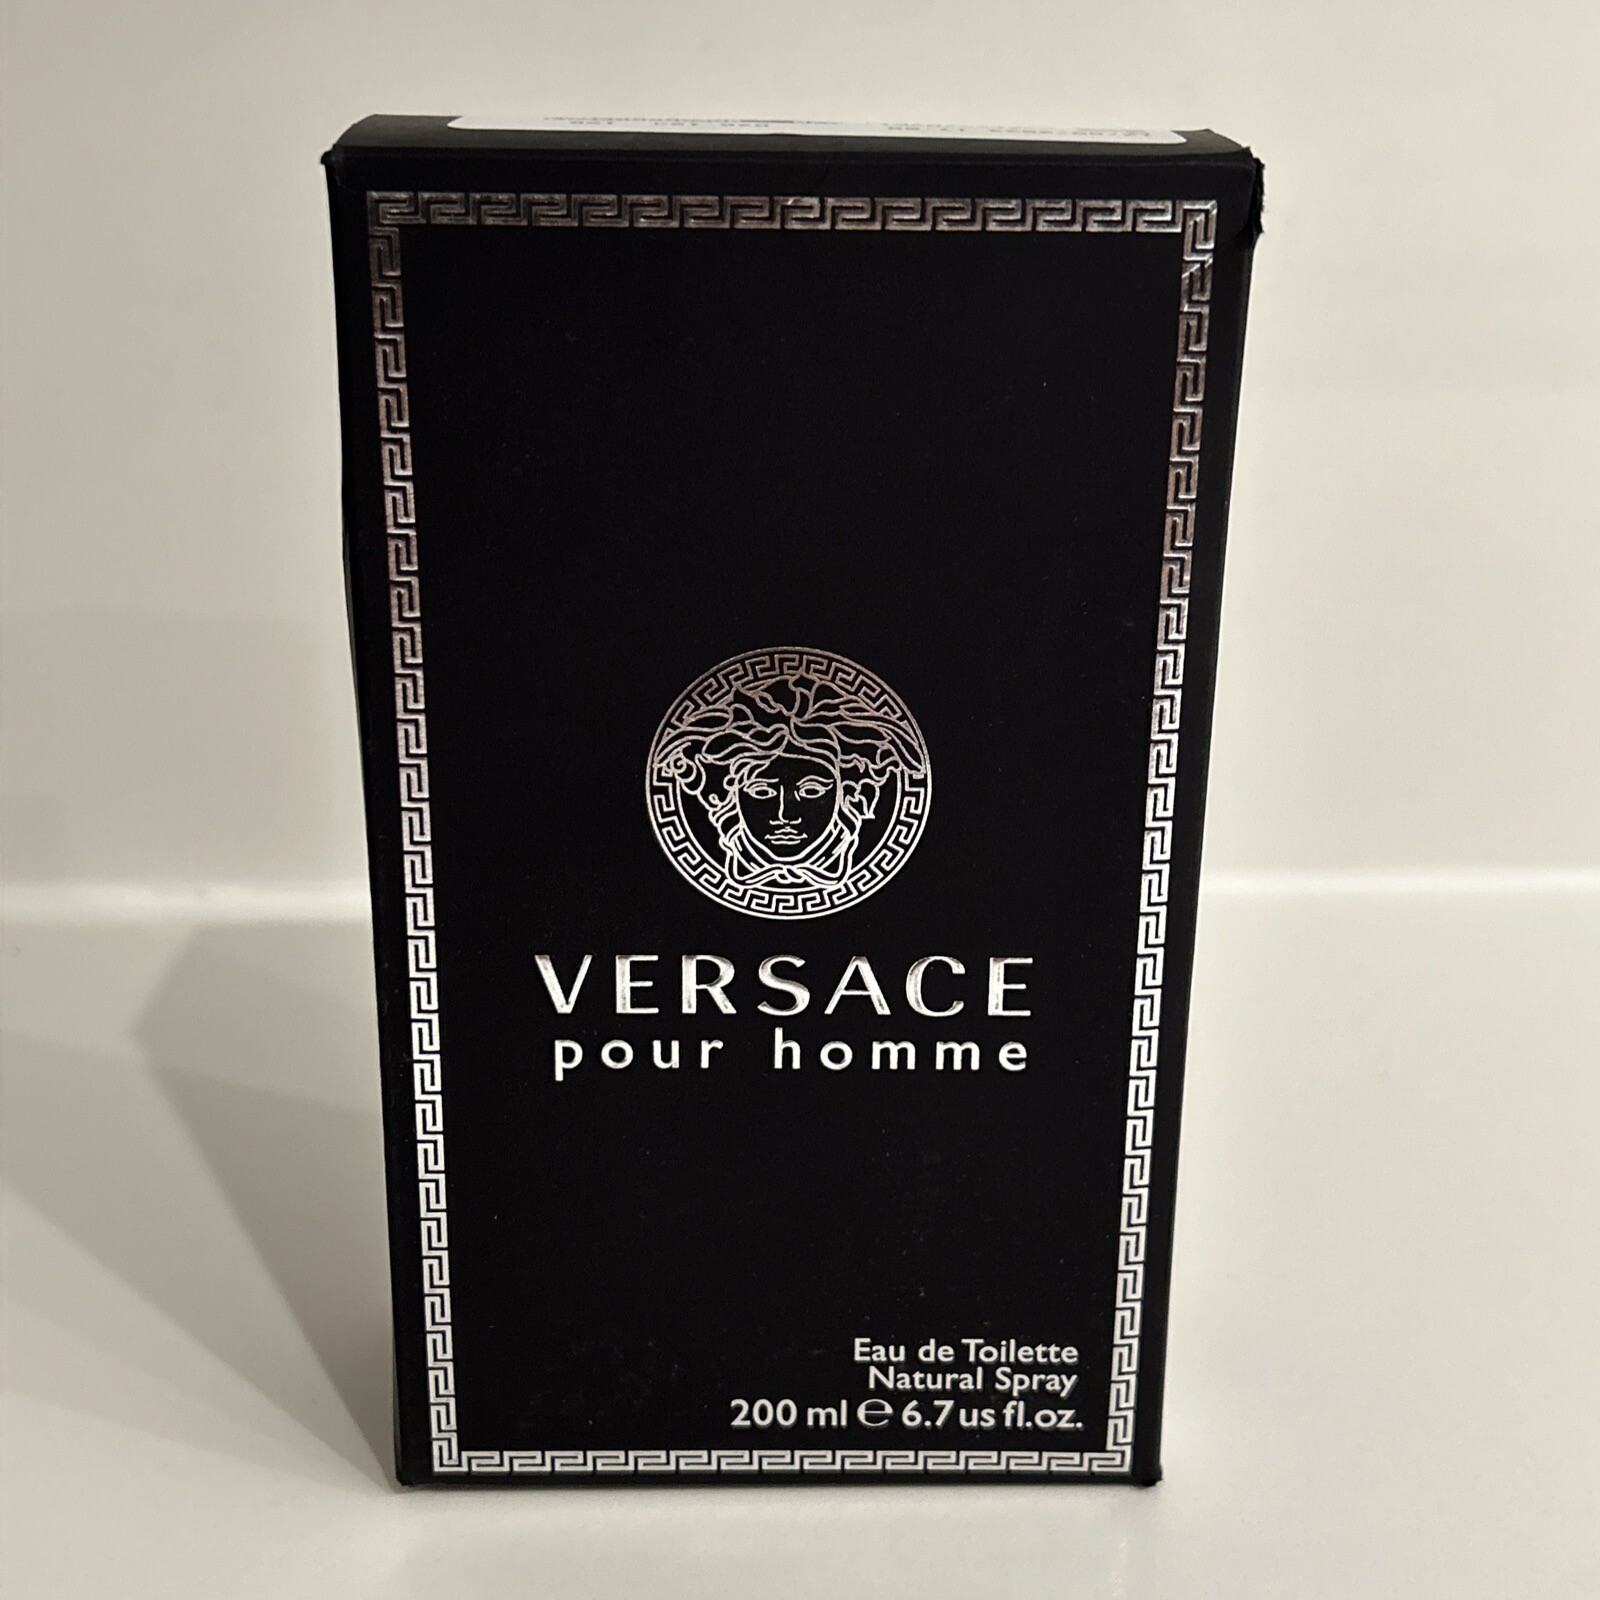 VERSACE
pour homme
Eau de Toilette
Natural Spray
200 ml ℮ 6.7 us fl.oz.